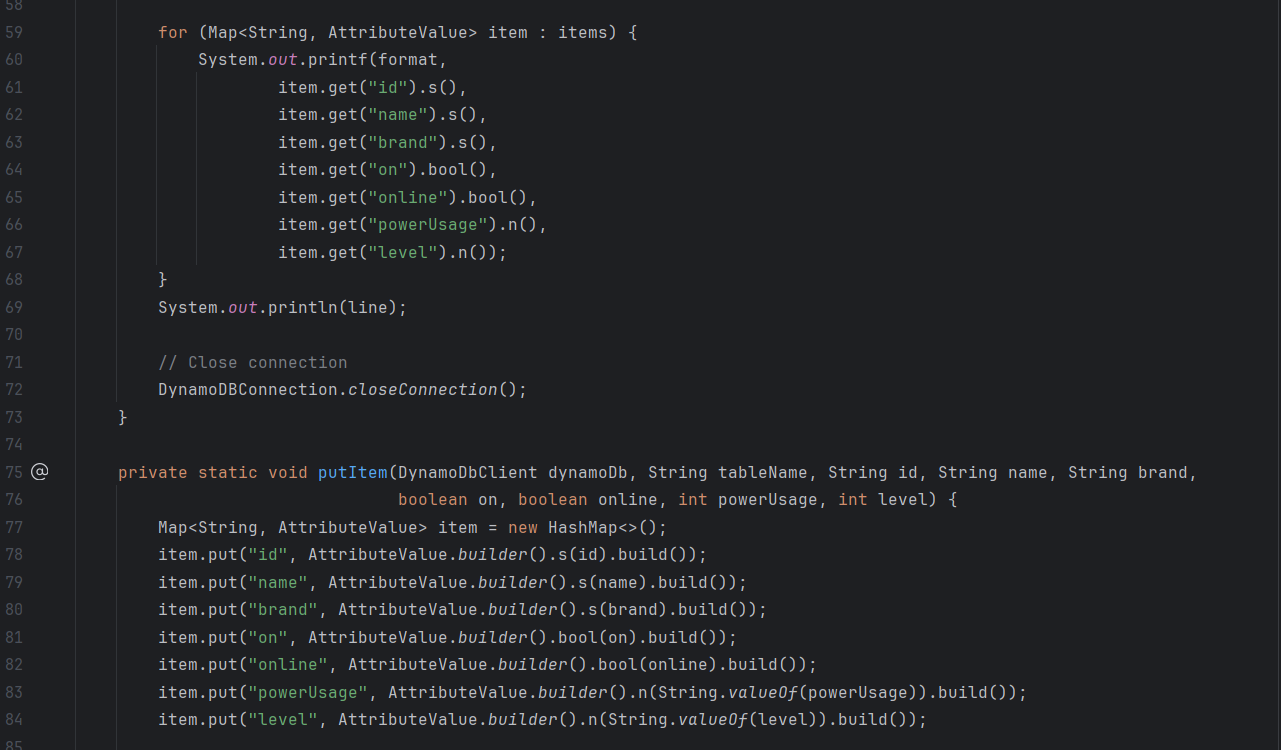 58
59 for (Map<String, AttributeValue> item : items) {
60 System.out.printf(format,
61 item.get("id").s(),
62 item.get("name").s(),
63 item.get("brand").s(),
64 item.get("on").bool(),
65 item.get("online").bool(),
66 item.get("powerUsage").n(),
67 item.get("level").n());
68 }
69 System.out.println(line);
70
71 // Close connection
72 DynamoDBConnection.closeConnection();
73 }
74
75 @ private static void putItem(DynamoDbClient dynamoDb, String tableName, String id, String name, String brand,
76 boolean on, boolean online, int powerUsage, int level) {
77 Map<String, AttributeValue> item = new HashMap<>();
78 item.put("id", AttributeValue.builder().s(id).build());
79 item.put("name", AttributeValue.builder().s(name).build());
80 item.put("brand", AttributeValue.builder().s(brand).build());
81 item.put("on", AttributeValue.builder().bool(on).build());
82 item.put("online", AttributeValue.builder().bool(online).build());
83 item.put("powerUsage", AttributeValue.builder().n(String.valueOf(powerUsage)).build());
84 item.put("level", AttributeValue.builder().n(String.valueOf(level)).build());
85